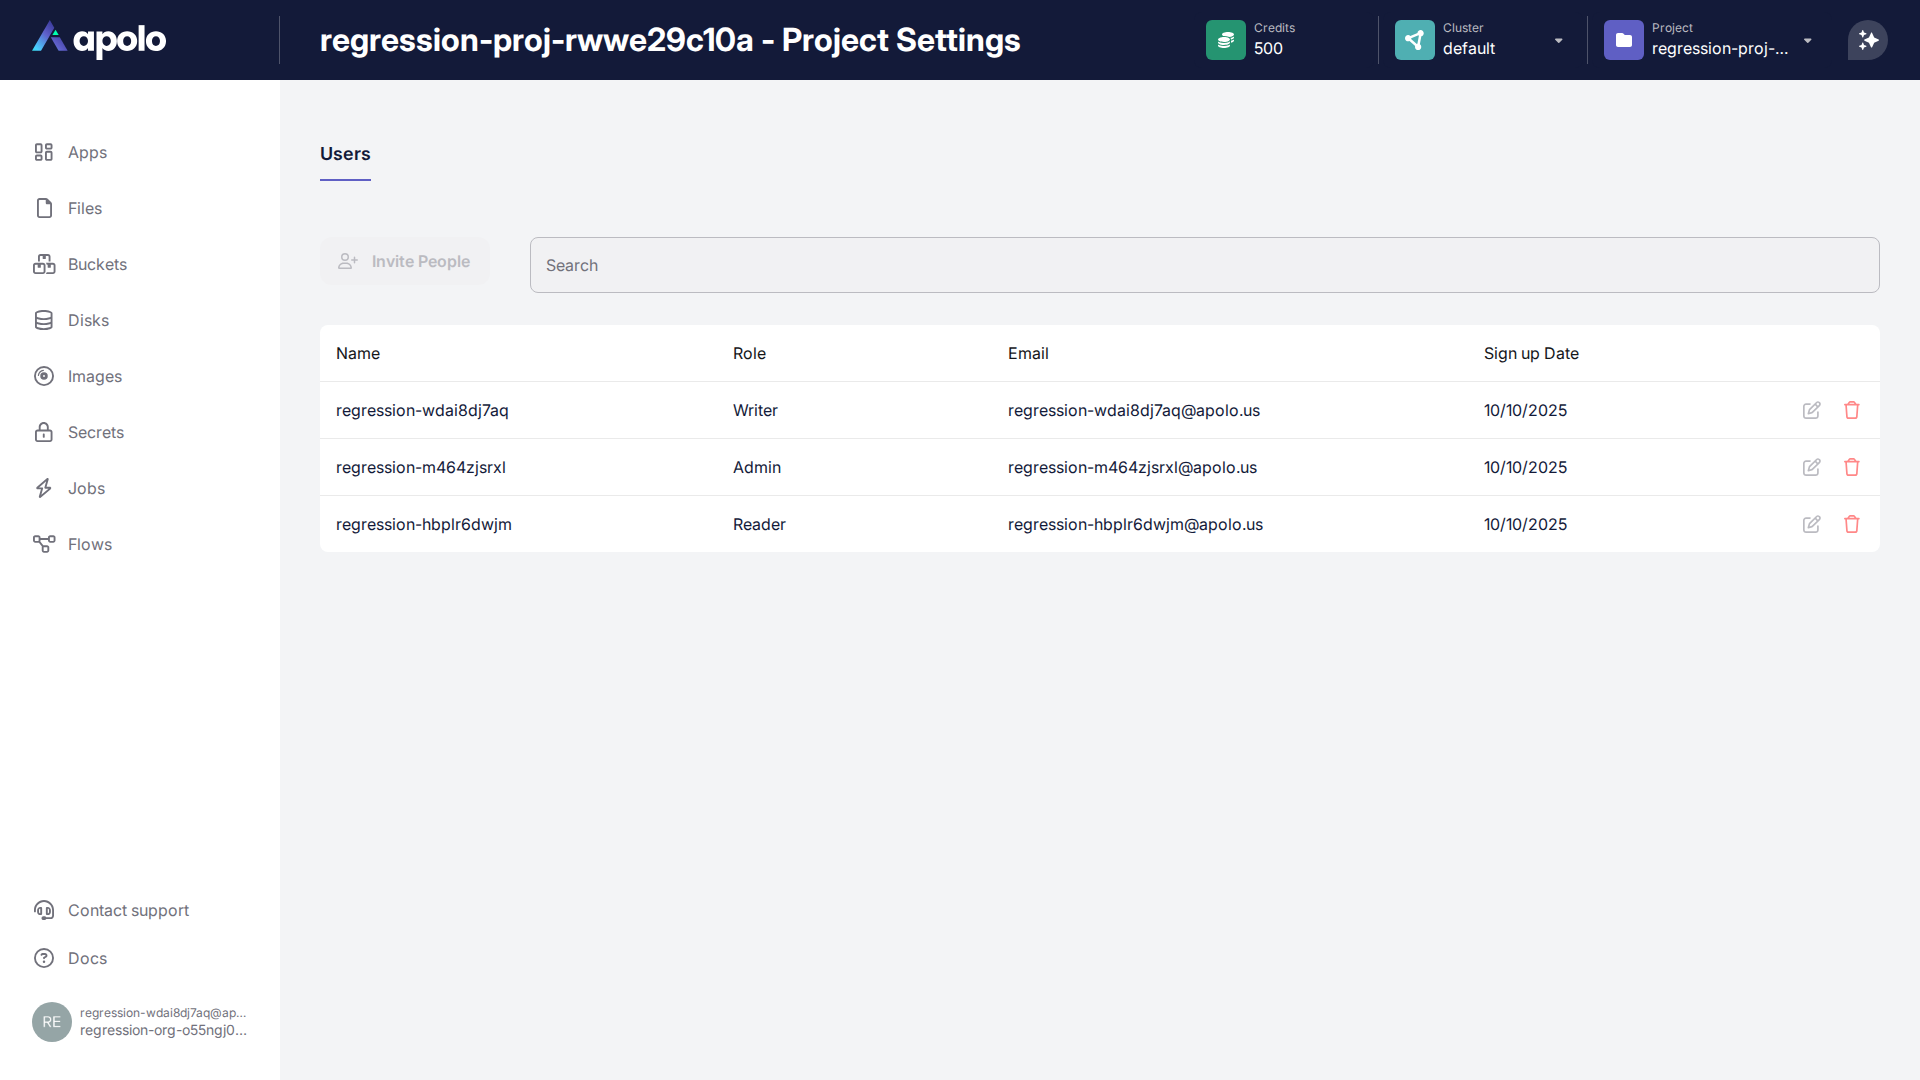 apolo
regression-proj-rwwe29c10a - Project Settings
Credits
500
Cluster
default
Project
regression-proj-...
Apps
Files
Buckets
Disks
Images
Secrets
Jobs
Flows
Users
Invite People
Search
Name Role Email Sign up Date
regression-wdai8dj7aq Writer regression-wdai8dj7aq@apolo.us 10/10/2025
regression-m464zjsrxl Admin regression-m464zjsrxl@apolo.us 10/10/2025
regression-hbplr6dwjm Reader regression-hbplr6dwjm@apolo.us 10/10/2025
Contact support
Docs
RE
regression-wdai8dj7aq@ap...
regression-org-o55ngj0...